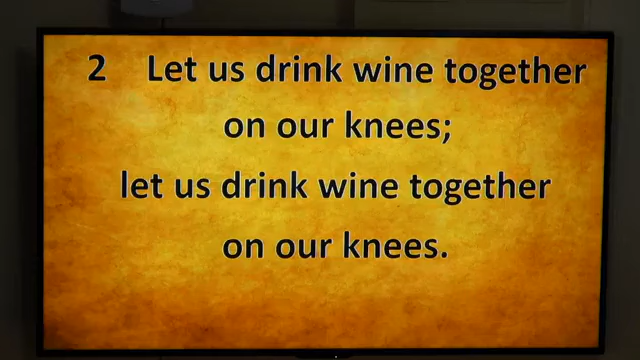 2 Let us drink wine together
on our knees;
let us drink wine together
on our knees.